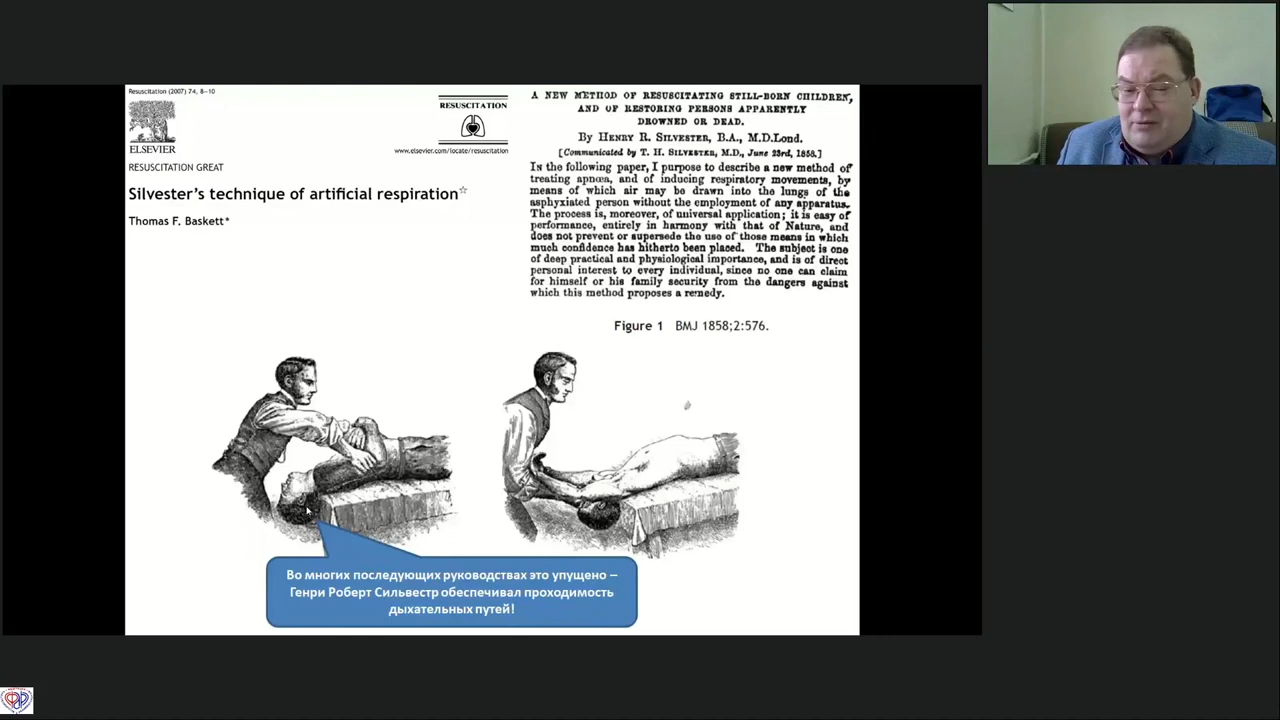 Resuscitation (2007) 74, 8—10
ELSEVIER
RESUSCITATION
www.elsevier.com/locate/resuscitation
RESUSCITATION GREAT
Silvester's technique of artificial respiration☆
Thomas F. Baskett*
A NEW METHOD OF RESUSCITATING STILL-BORN CHILDREN,
AND OF RESTORING PERSONS APPARENTLY
DROWNED OR DEAD.
By HENRY R. SILVESTER, B.A., M.D.Lond.
[Communicated by T. H. SILVESTER, M.D., June 23rd, 1858.]
In the following paper, I purpose to describe a new method of
treating apnœa, and of inducing respiratory movements, by
means of which air may be drawn into the lungs of the
asphyxiated person without the employment of any apparatus.
The process is, moreover, of universal application; it is easy of
performance, entirely in harmony with that of Nature, and
does not prevent or supersede the use of those means in which
much confidence has hitherto been placed. The subject is one
of deep practical and physiological importance, and is of direct
personal interest to every individual, since no one can claim
for himself or his family security from the dangers against
which this method proposes a remedy.
Figure 1 BMJ 1858;2:576.
Во многих последующих руководствах это упущено –
Генри Роберт Сильвестр обеспечивал проходимость
дыхательных путей!